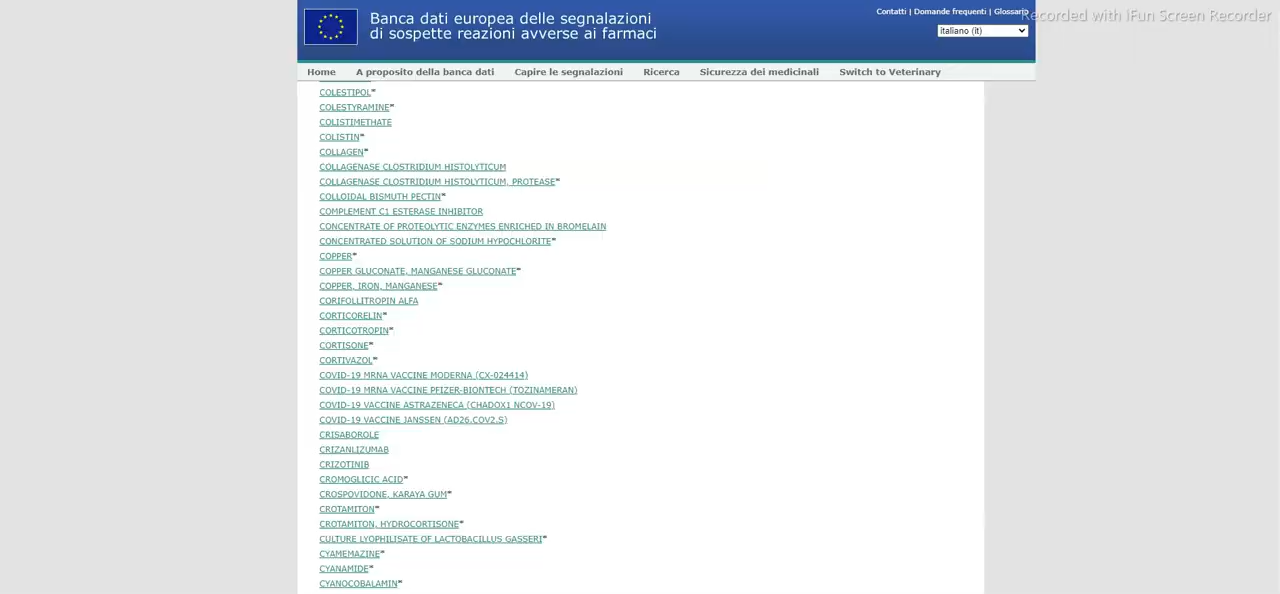 Contatti | Domande frequenti | Glossario
Recorded with iFun Screen Recorder
Banca dati europea delle segnalazioni
di sospette reazioni avverse ai farmaci
italiano (it)
Home A proposito della banca dati Capire le segnalazioni Ricerca Sicurezza dei medicinali Switch to Veterinary
COLESTIPOL*
COLESTYRAMINE*
COLISTIMETHATE
COLISTIN*
COLLAGEN*
COLLAGENASE CLOSTRIDIUM HISTOLYTICUM
COLLAGENASE CLOSTRIDIUM HISTOLYTICUM, PROTEASE*
COLLOIDAL BISMUTH PECTIN*
COMPLEMENT C1 ESTERASE INHIBITOR
CONCENTRATE OF PROTEOLYTIC ENZYMES ENRICHED IN BROMELAIN
CONCENTRATED SOLUTION OF SODIUM HYPOCHLORITE*
COPPER*
COPPER GLUCONATE, MANGANESE GLUCONATE*
COPPER, IRON, MANGANESE*
CORIFOLLITROPIN ALFA
CORTICORELIN*
CORTICOTROPIN*
CORTISONE*
CORTIVAZOL*
COVID-19 MRNA VACCINE MODERNA (CX-024414)
COVID-19 MRNA VACCINE PFIZER-BIONTECH (TOZINAMERAN)
COVID-19 VACCINE ASTRAZENECA (CHADOX1 NCOV-19)
COVID-19 VACCINE JANSSEN (AD26.COV2.S)
CRISABOROLE
CRIZANLIZUMAB
CRIZOTINIB
CROMOGLICIC ACID*
CROSPOVIDONE, KARAYA GUM*
CROTAMITON*
CROTAMITON, HYDROCORTISONE*
CULTURE LYOPHILISATE OF LACTOBACILLUS GASSERI*
CYAMEMAZINE*
CYANAMIDE*
CYANOCOBALAMIN*